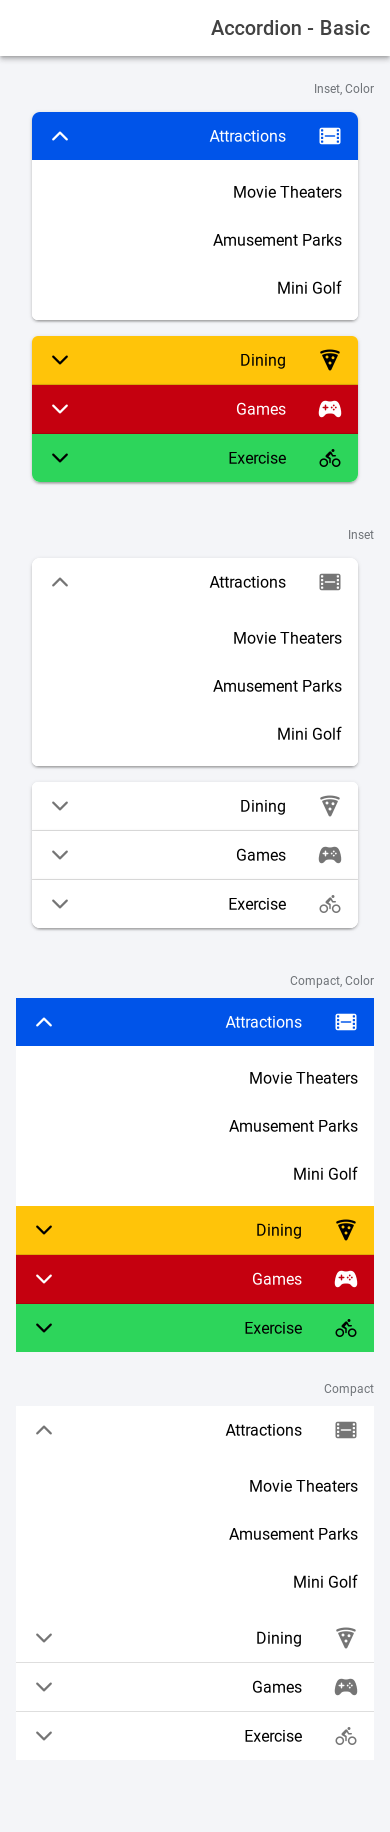 Accordion - Basic
Inset, Color
Attractions
Movie Theaters
Amusement Parks
Mini Golf
Dining
Games
Exercise
Inset
Attractions
Movie Theaters
Amusement Parks
Mini Golf
Dining
Games
Exercise
Compact, Color
Attractions
Movie Theaters
Amusement Parks
Mini Golf
Dining
Games
Exercise
Compact
Attractions
Movie Theaters
Amusement Parks
Mini Golf
Dining
Games
Exercise